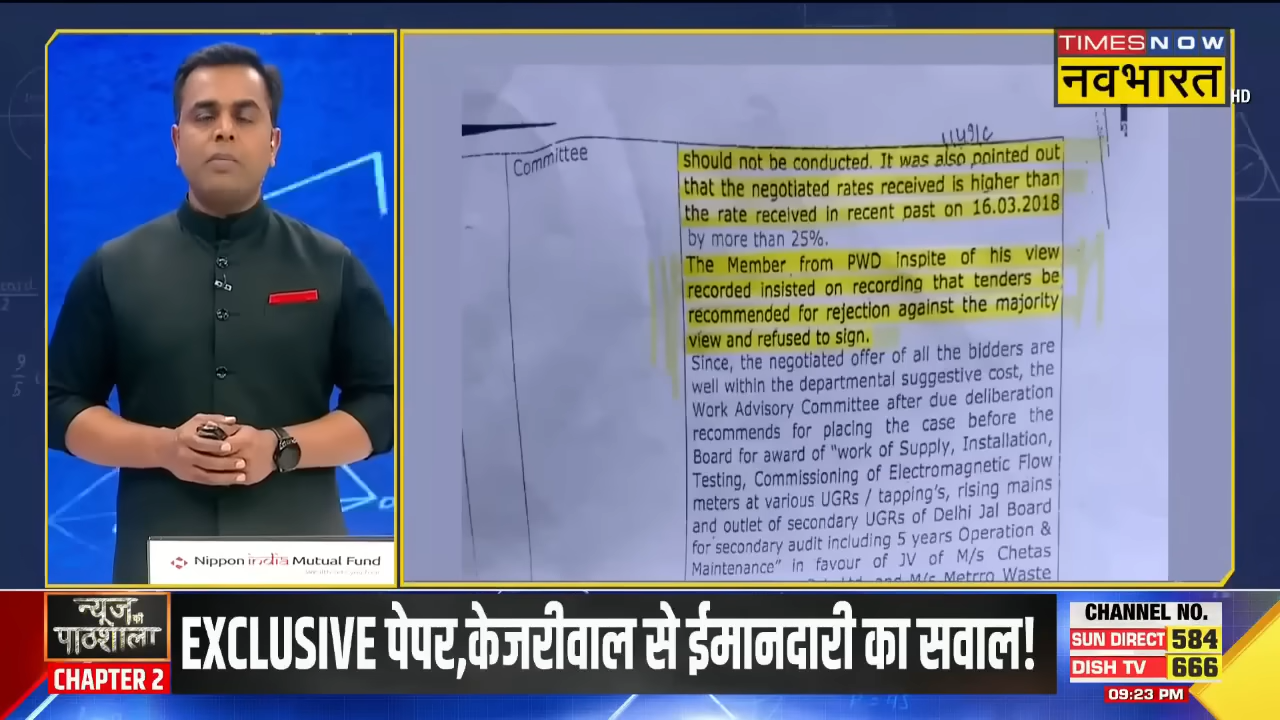 TIMES NOW
नवभारत
HD
Committee
should not be conducted. It was also pointed out
that the negotiated rates received is higher than
the rate received in recent past on 16.03.2018
by more than 25%.
The Member from PWD inspite of his view
recorded insisted on recording that tenders be
recommended for rejection against the majority
view and refused to sign.
Since, the negotiated offer of all the bidders are
well within the departmental suggestive cost, the
Work Advisory Committee after due deliberation
recommends for placing the case before the
Board for award of "work of Supply, Installation,
Testing, Commissioning of Electromagnetic Flow
meters at various UGRs / tapping's, rising mains
and outlet of secondary UGRs of Delhi Jal Board
for secondary audit including 5 years Operation &
Maintenance" in favour of JV of M/s Chetas
Ltd. and M/s Metrro Waste
Nippon india Mutual Fund
न्यूज़ की
पाठशाला
CHAPTER 2
EXCLUSIVE पेपर,केजरीवाल से ईमानदारी का सवाल!
CHANNEL NO.
SUN DIRECT 584
DISH TV 666
09:23 PM